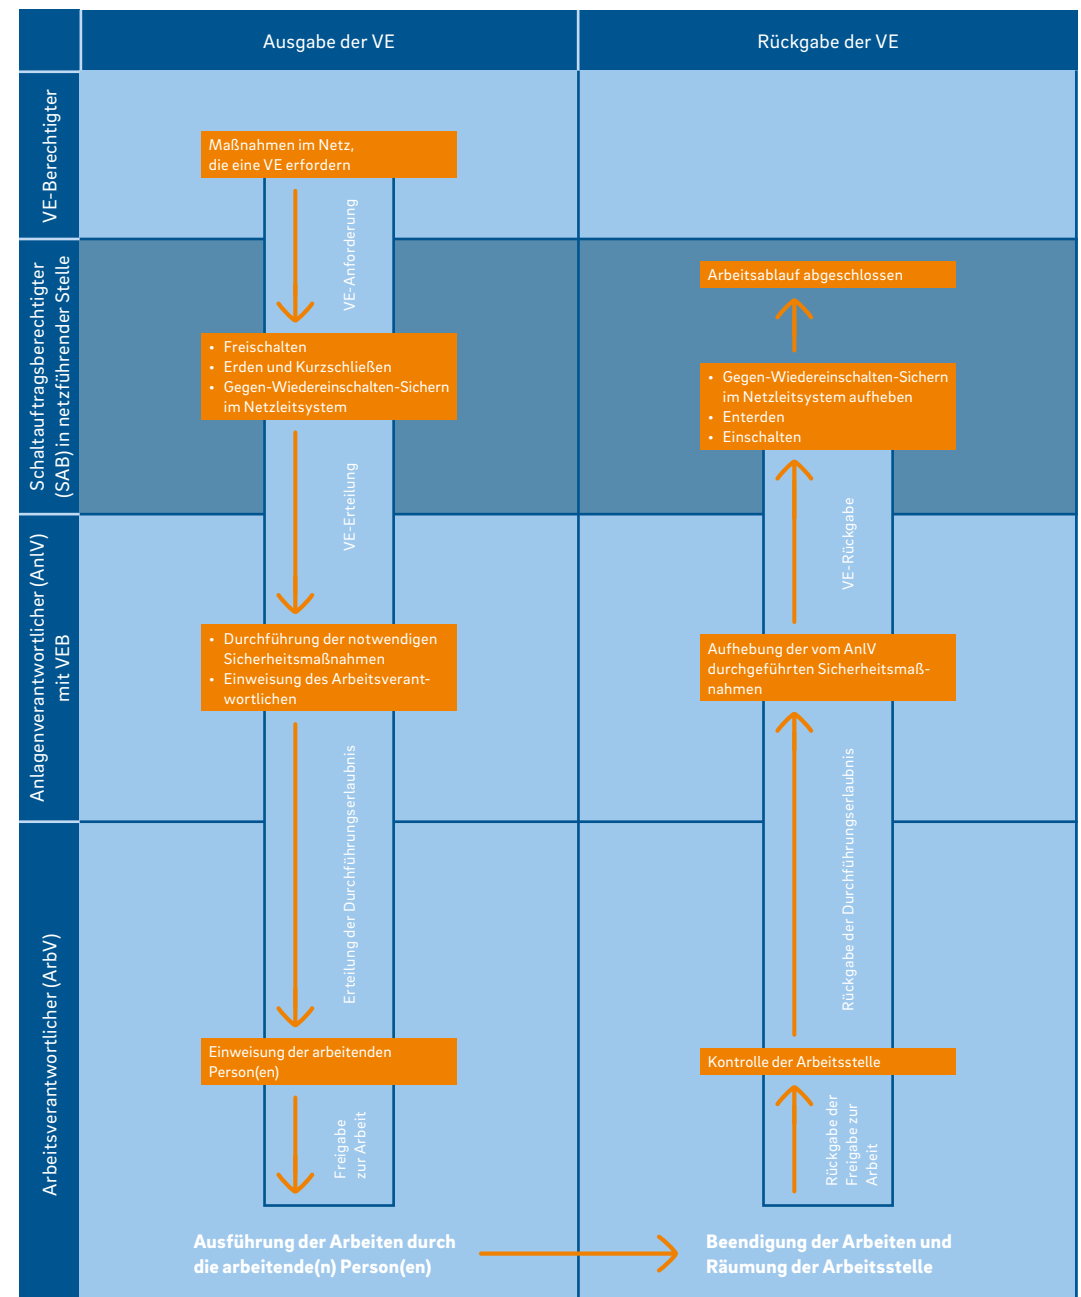 Ausgabe der VE
Rückgabe der VE
VE-Berechtigter
Maßnahmen im Netz,
die eine VE erfordern
VE-Anforderung
Schaltauftragsberechtigter
(SAB) in netzführender Stelle
• Freischalten
• Erden und Kurzschließen
• Gegen-Wiedereinschalten-Sichern
im Netzleitsystem
VE-Erteilung
Arbeitsablauf abgeschlossen
• Gegen-Wiedereinschalten-Sichern
im Netzleitsystem aufheben
• Enterden
• Einschalten
VE-Rückgabe
Anlagenverantwortlicher (AnlV)
mit VEB
• Durchführung der notwendigen
Sicherheitsmaßnahmen
• Einweisung des Arbeitsverant-
wortlichen
Erteilung der Durchführungserlaubnis
Aufhebung der vom AnlV
durchgeführten Sicherheitsmaß-
nahmen
Rückgabe der Durchführungserlaubnis
Arbeitsverantwortlicher (ArbV)
Einweisung der arbeitenden
Person(en)
Freigabe
zur Arbeit
Kontrolle der Arbeitsstelle
Rückgabe der
Freigabe zur
Arbeit
Ausführung der Arbeiten durch
die arbeitende(n) Person(en)
Beendigung der Arbeiten und
Räumung der Arbeitsstelle